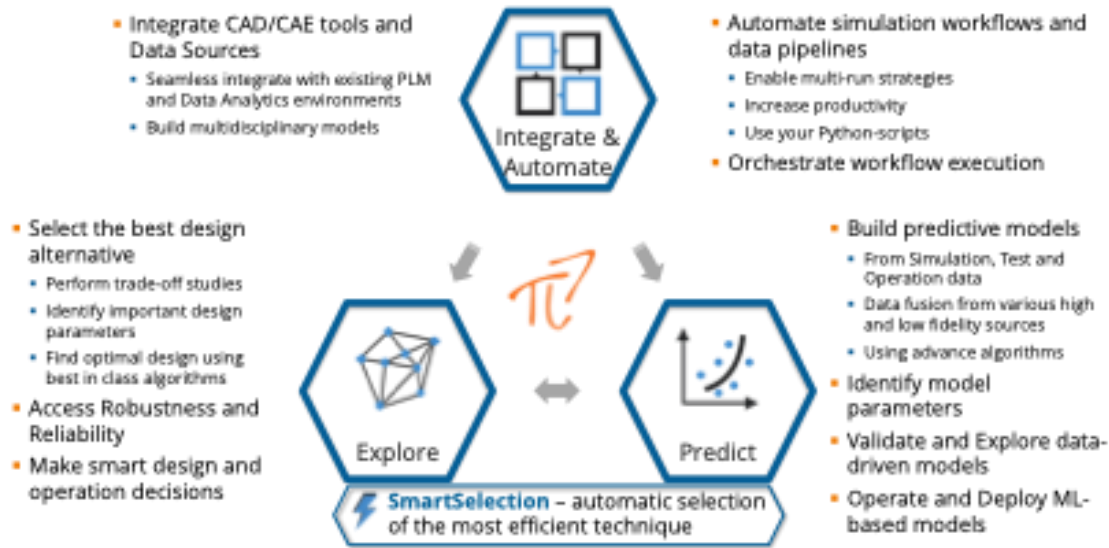 Integrate CAD/CAE tools and
Data Sources
Seamless integrate with existing PLM
and Data Analytics environments
Build multidisciplinary models
Integrate &
Automate
Automate simulation workflows and
data pipelines
Enable multi-run strategies
Increase productivity
Use your Python-scripts
Orchestrate workflow execution
Select the best design
alternative
Perform trade-off studies
Identify important design
parameters
Find optimal design using
best in class algorithms
Access Robustness and
Reliability
Make smart design and
operation decisions
Explore
Predict
Build predictive models
From Simulation, Test and
Operation data
Data fusion from various high
and low fidelity sources
Using advance algorithms
Identify model
parameters
Validate and Explore data-
driven models
Operate and Deploy ML-
based models
SmartSelection – automatic selection
of the most efficient technique